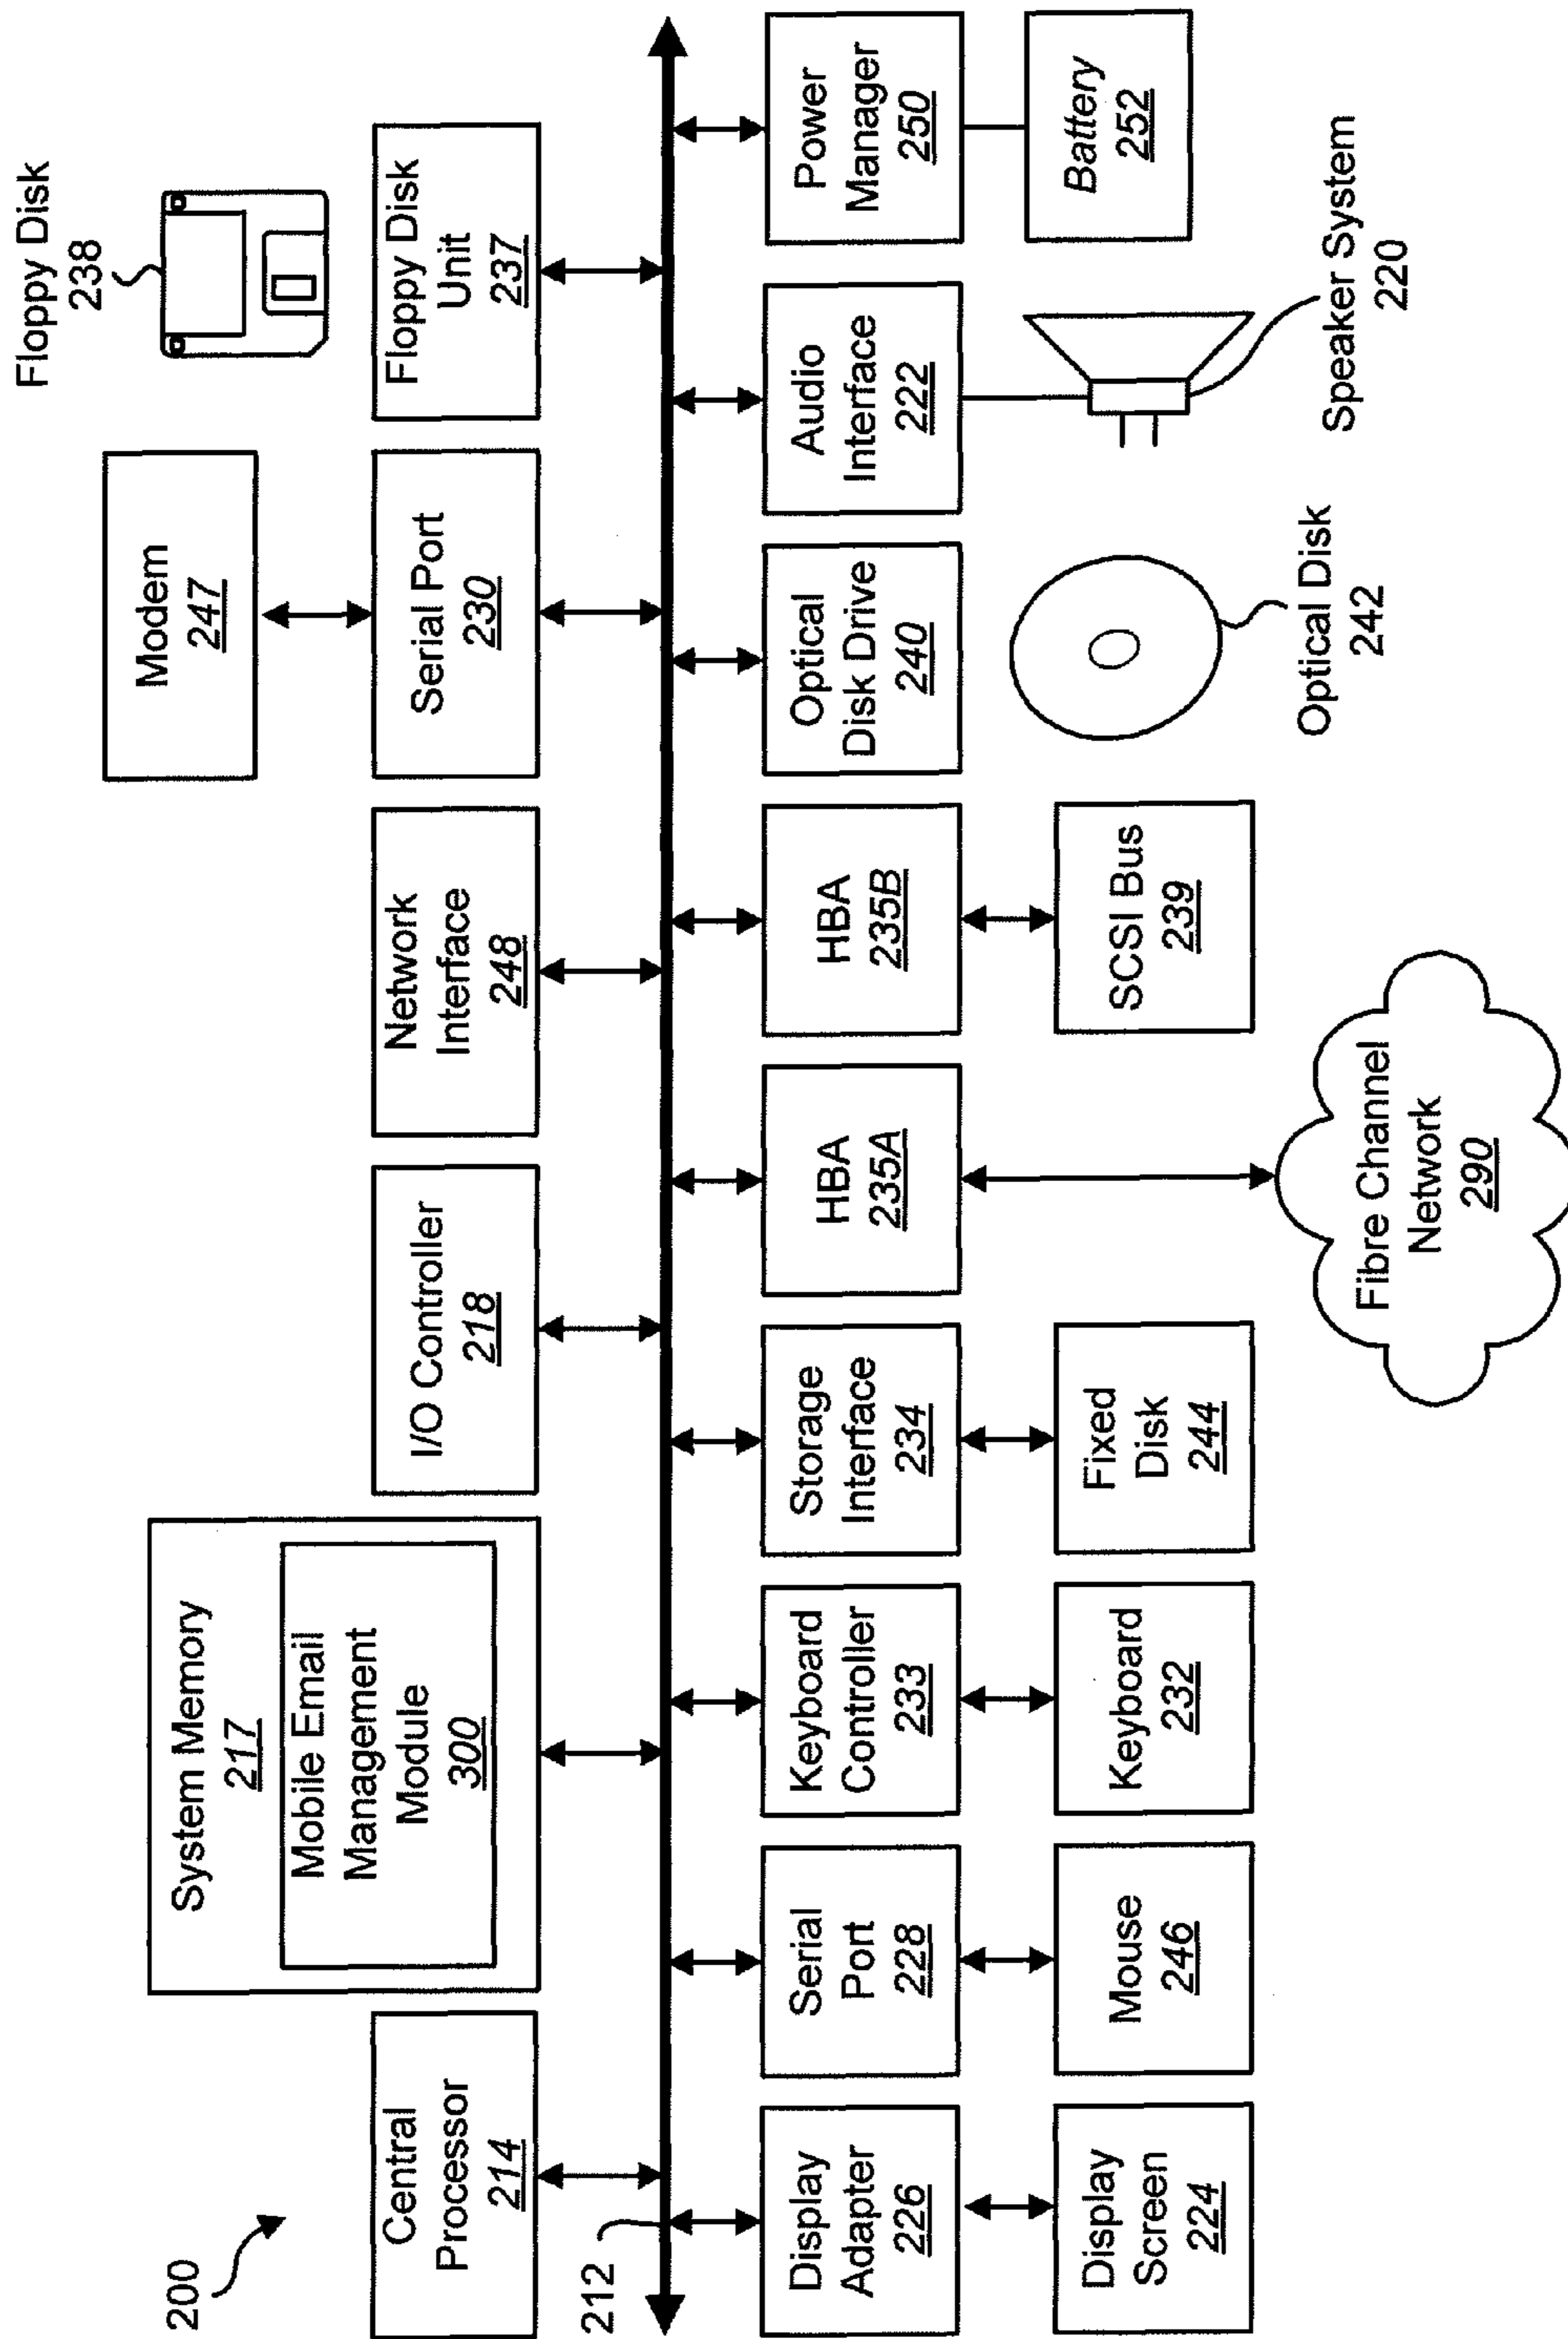 200
212
Central
Processor
214
System Memory
217
Mobile Email
Management
Module
300
I/O Controller
218
Network
Interface
248
Modem
247
Serial Port
230
Floppy Disk
238
Floppy Disk
Unit
237
Display
Adapter
226
Serial
Port
228
Keyboard
Controller
233
Storage
Interface
234
HBA
235A
HBA
235B
Optical
Disk Drive
240
Audio
Interface
222
Power
Manager
250
Display
Screen
224
Mouse
246
Keyboard
232
Fixed
Disk
244
Fibre Channel
Network
290
SCSI Bus
239
Optical Disk
242
Speaker System
220
Battery
252